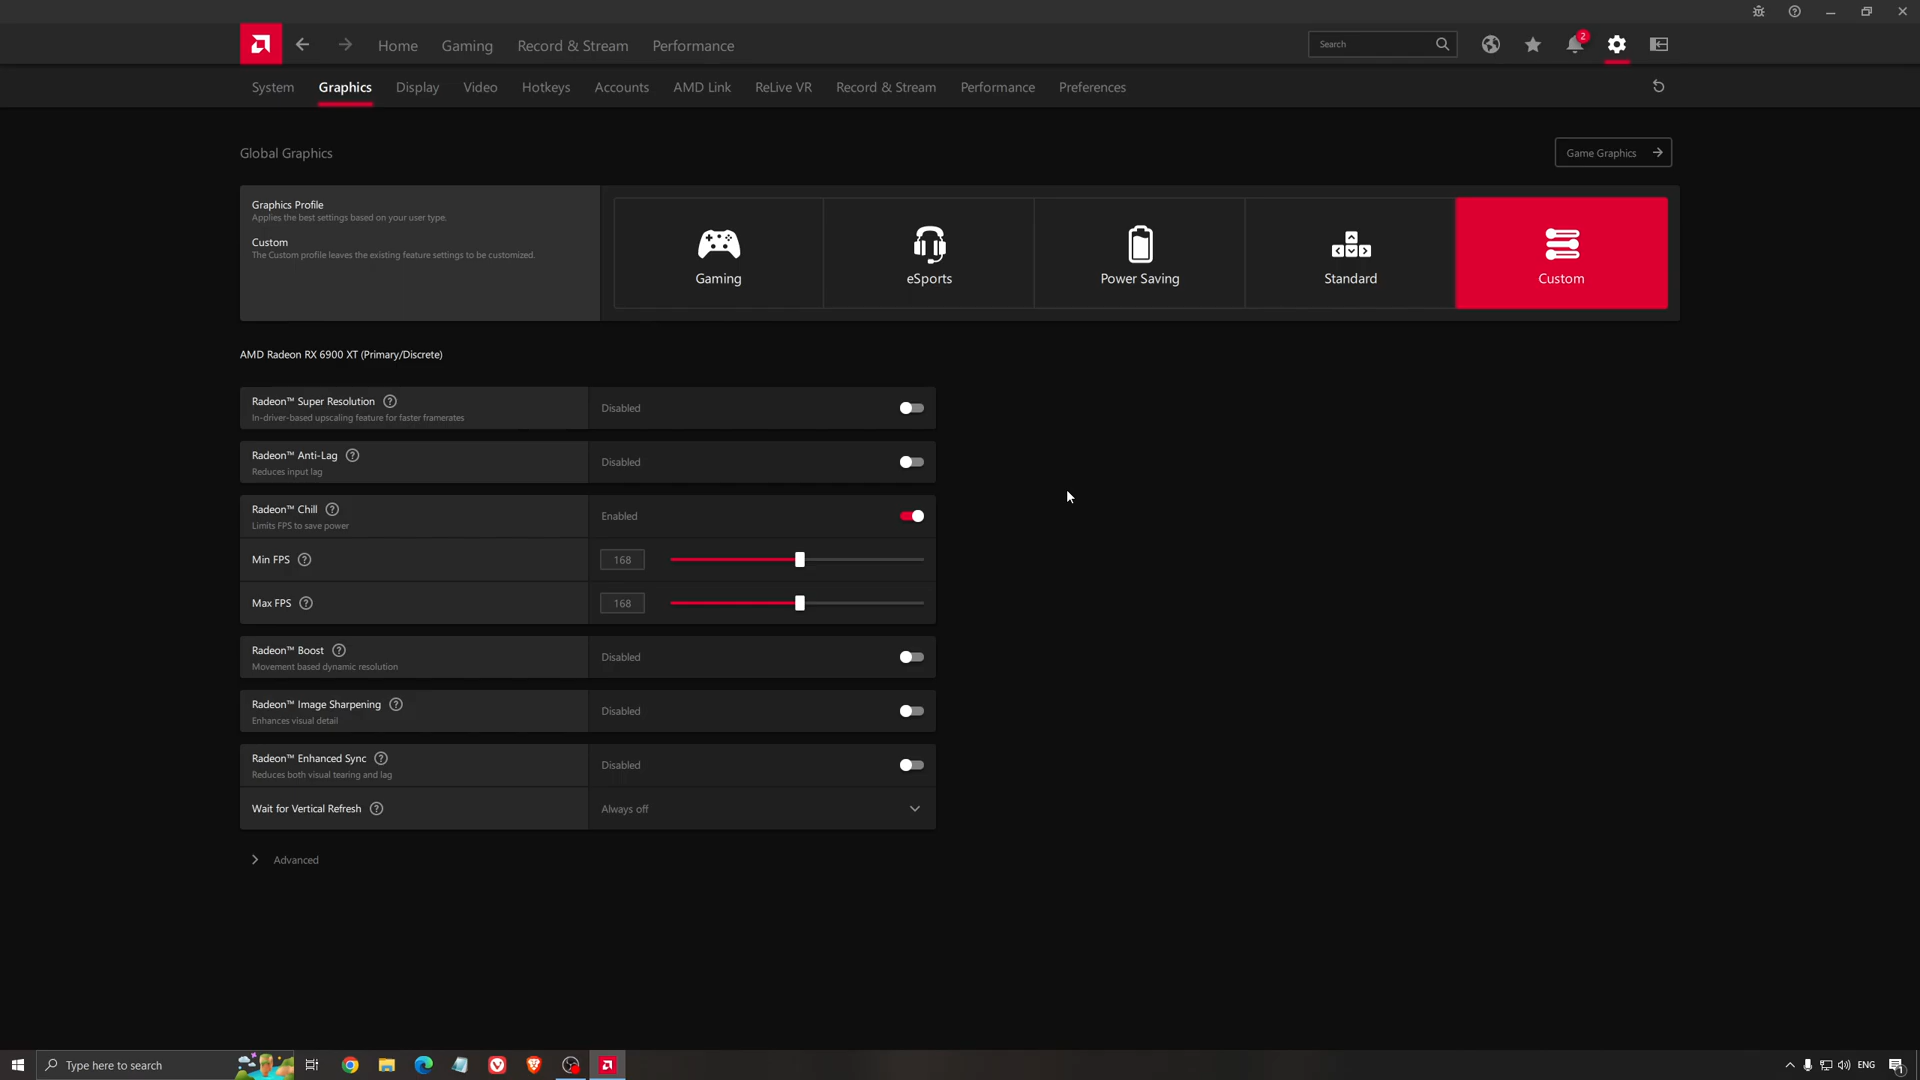 Home Gaming Record & Stream Performance Search 2
System Graphics Display Video Hotkeys Accounts AMD Link ReLive VR Record & Stream Performance Preferences
Global Graphics
Game Graphics
Graphics Profile
Applies the best settings based on your user type.
Custom
The Custom profile leaves the existing feature settings to be customized.
Gaming eSports Power Saving Standard Custom
AMD Radeon RX 6900 XT (Primary/Discrete)
Radeon™ Super Resolution
In-driver-based upscaling feature for faster framerates
Disabled
Radeon™ Anti-Lag
Reduces input lag
Disabled
Radeon™ Chill
Limits FPS to save power
Enabled
Min FPS 168
Max FPS 168
Radeon™ Boost
Movement based dynamic resolution
Disabled
Radeon™ Image Sharpening
Enhances visual detail
Disabled
Radeon™ Enhanced Sync
Reduces both visual tearing and lag
Disabled
Wait for Vertical Refresh Always off
Advanced
Type here to search ENG 1